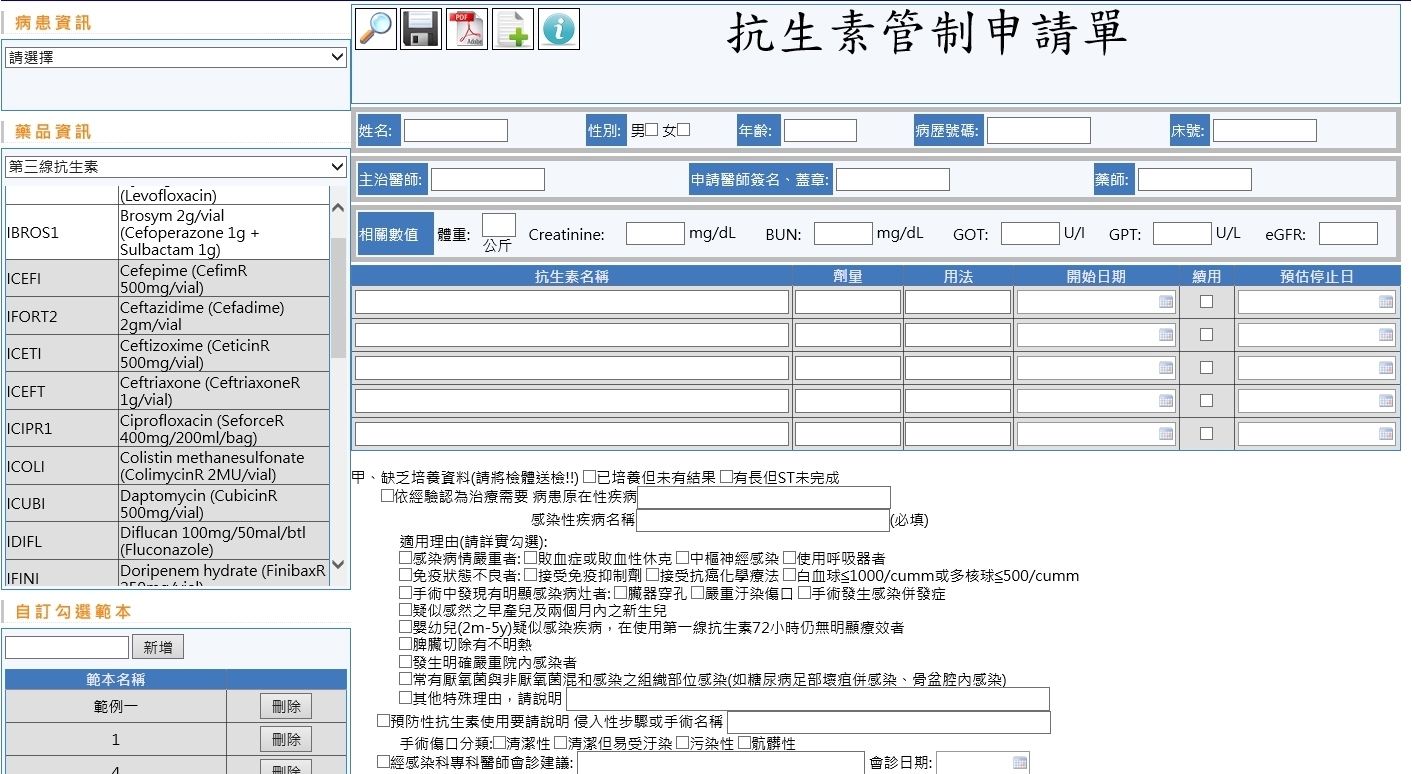 病患資訊
請選擇
藥品資訊
第三線抗生素
(Levofloxacin)
IBROS1 Brosym 2g/vial
(Cefoperazone 1g +
Sulbactam 1g)
ICEFI Cefepime (CefimR
500mg/vial)
IFORT2 Ceftazidime (Cefadime)
2gm/vial
ICETI Ceftizoxime (CeticinR
500mg/vial)
ICEFT Ceftriaxone (CeftriaxoneR
1g/vial)
ICIPR1 Ciprofloxacin (SeforceR
400mg/200ml/bag)
ICOLI Colistin methanesulfonate
(ColimycinR 2MU/vial)
ICUBI Daptomycin (CubicinR
500mg/vial)
IDIFL Diflucan 100mg/50mal/btl
(Fluconazole)
IFINI Doripenem hydrate (FinibaxR
250mg/vial)
自訂勾選範本
新增
範本名稱
範例一 刪除
1 刪除
4 刪除
PDF
Adobe
抗生素管制申請單
姓名: 性別: 男 女 年齡: 病歷號碼: 床號:
主治醫師: 申請醫師簽名、蓋章: 藥師:
相關數值 體重: 公斤 Creatinine: mg/dL BUN: mg/dL GOT: U/l GPT: U/L eGFR:
抗生素名稱 劑量 用法 開始日期 續用 預估停止日
甲、缺乏培養資料(請將檢體送檢!!) □已培養但未有結果 □有長但ST未完成
□依經驗認為治療需要 病患原在性疾病
感染性疾病名稱 (必填)
適用理由(請詳實勾選):
□感染病情嚴重者: □敗血症或敗血性休克 □中樞神經感染 □使用呼吸器者
□免疫狀態不良者: □接受免疫抑制劑 □接受抗癌化學療法 □白血球≦1000/cumm或多核球≦500/cumm
□手術中發現有明顯感染病灶者: □臟器穿孔 □嚴重汙染傷口 □手術發生感染併發症
□疑似感然之早產兒及兩個月內之新生兒
□嬰幼兒(2m-5y)疑似感染疾病，在使用第一線抗生素72小時仍無明顯療效者
□脾臟切除有不明熱
□發生明確嚴重院內感染者
□常有厭氧菌與非厭氧菌混和感染之組織部位感染(如糖尿病足部壞疽併感染、骨盆腔內感染)
□其他特殊理由，請說明
□預防性抗生素使用要請說明 侵入性步驟或手術名稱
手術傷口分類:□清潔性 □清潔但易受汙染 □污染性 □骯髒性
□經感染科專科醫師會診建議: 會診日期: